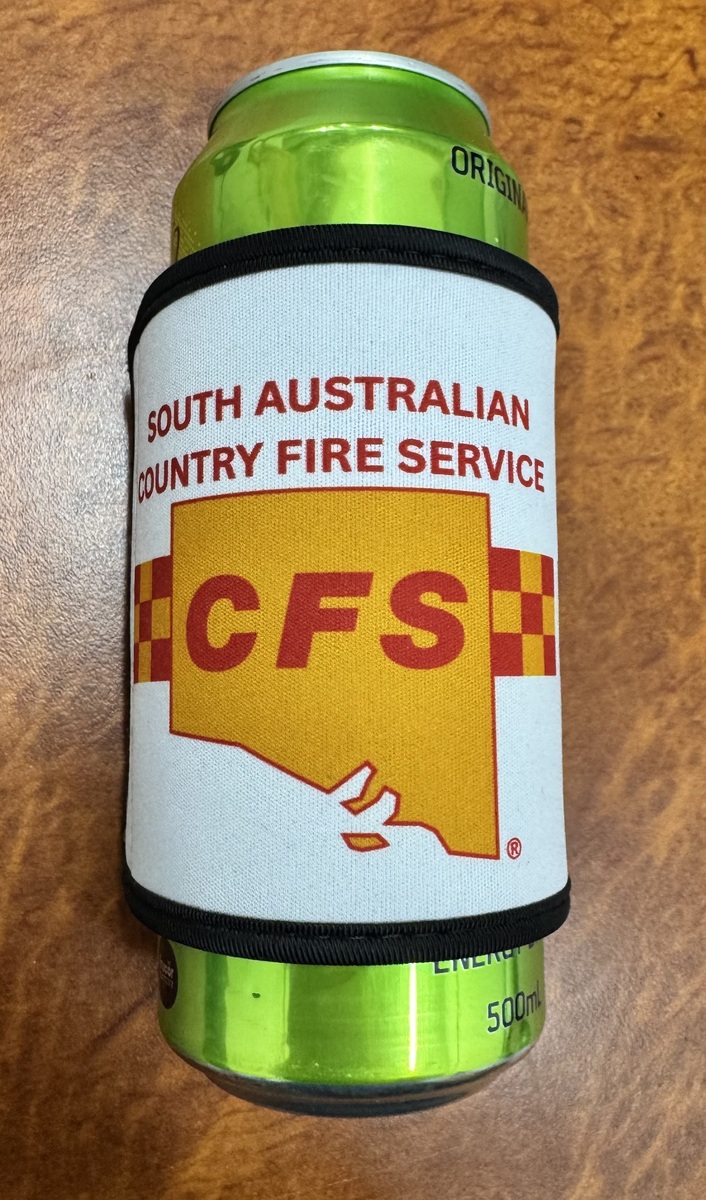 SOUTH AUSTRALIAN
COUNTRY FIRE SERVICE
CFS
®
500mL